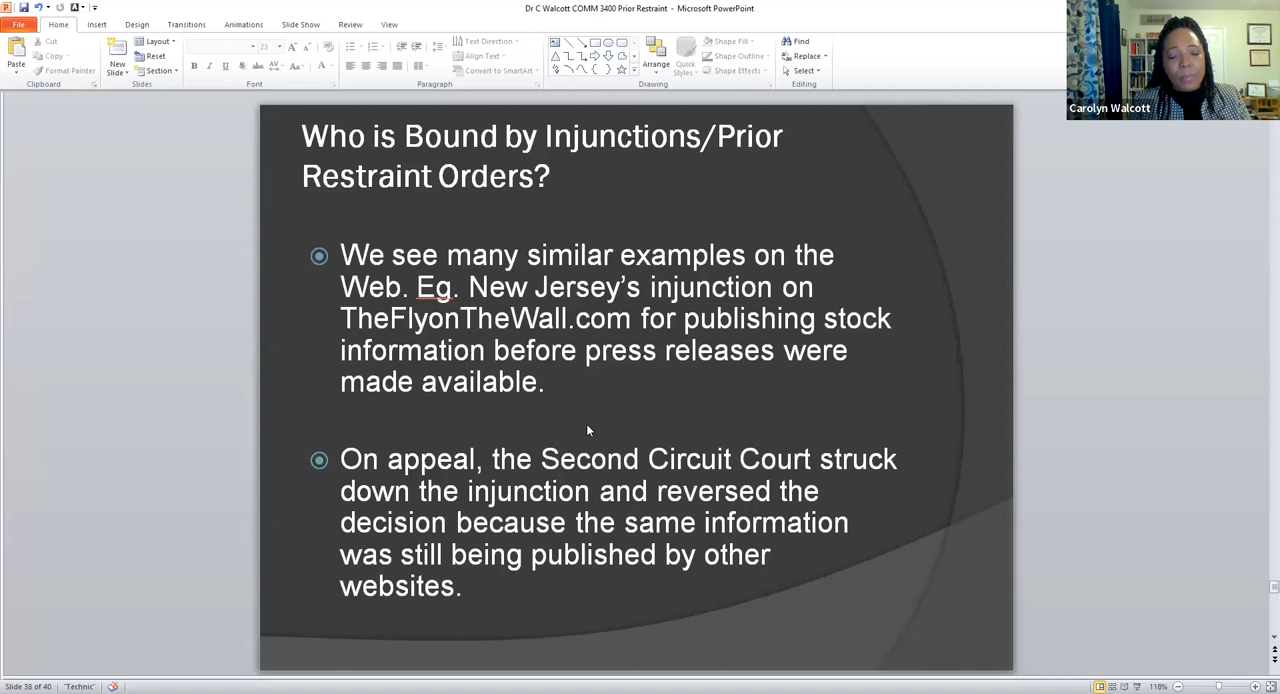 Dr C Walcott COMM 3400 Prior Restraint - Microsoft PowerPoint
File Home Insert Design Transitions Animations Slide Show Review View
Paste
Cut
Copy
Format Painter
Clipboard
New
Slide
Layout
Reset
Section
Slides
23
Font
Text Direction
Align Text
Convert to SmartArt
Paragraph
Arrange
Quick
Styles
Shape Fill
Shape Outline
Shape Effects
Drawing
Find
Replace
Select
Editing
Carolyn Walcott
Who is Bound by Injunctions/Prior
Restraint Orders?
We see many similar examples on the
Web. Eg. New Jersey’s injunction on
TheFlyonTheWall.com for publishing stock
information before press releases were
made available.
On appeal, the Second Circuit Court struck
down the injunction and reversed the
decision because the same information
was still being published by other
websites.
Slide 38 of 40 "Technic" 118%